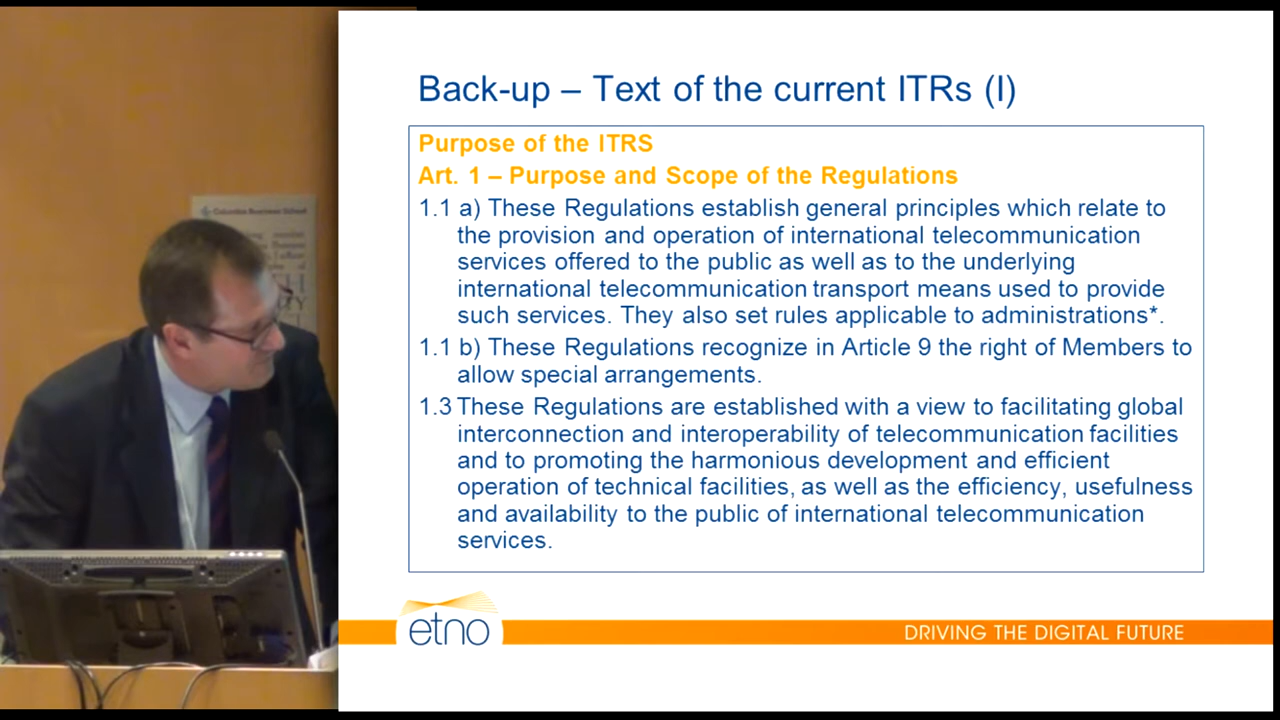 Back-up – Text of the current ITRs (I)
Purpose of the ITRS
Art. 1 – Purpose and Scope of the Regulations
1.1 a) These Regulations establish general principles which relate to
the provision and operation of international telecommunication
services offered to the public as well as to the underlying
international telecommunication transport means used to provide
such services. They also set rules applicable to administrations*.
1.1 b) These Regulations recognize in Article 9 the right of Members to
allow special arrangements.
1.3 These Regulations are established with a view to facilitating global
interconnection and interoperability of telecommunication facilities
and to promoting the harmonious development and efficient
operation of technical facilities, as well as the efficiency, usefulness
and availability to the public of international telecommunication
services.
etno
DRIVING THE DIGITAL FUTURE
Columbia Business School